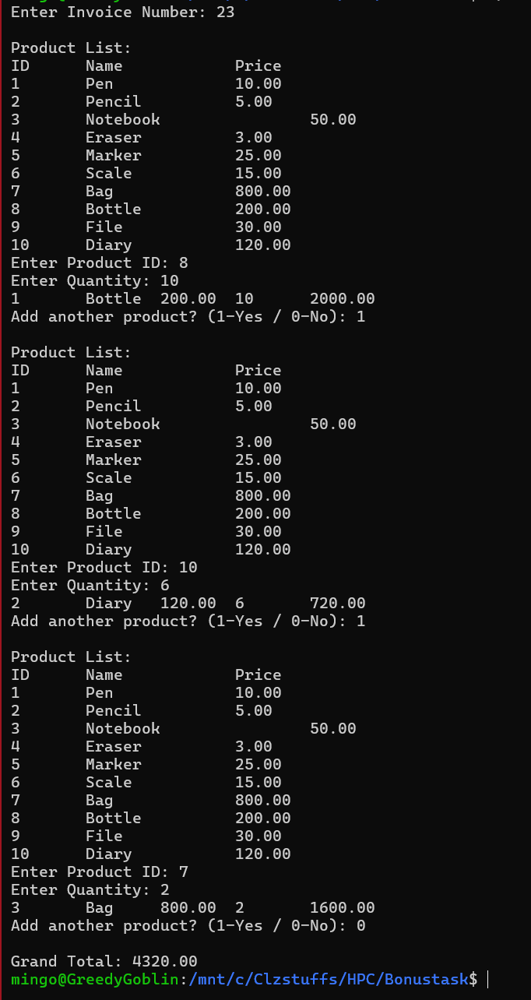 Enter Invoice Number: 23

Product List:
ID      Name            Price
1       Pen             10.00
2       Pencil          5.00
3       Notebook                50.00
4       Eraser          3.00
5       Marker          25.00
6       Scale           15.00
7       Bag             800.00
8       Bottle          200.00
9       File            30.00
10      Diary           120.00
Enter Product ID: 8
Enter Quantity: 10
1       Bottle  200.00  10      2000.00
Add another product? (1-Yes / 0-No): 1

Product List:
ID      Name            Price
1       Pen             10.00
2       Pencil          5.00
3       Notebook                50.00
4       Eraser          3.00
5       Marker          25.00
6       Scale           15.00
7       Bag             800.00
8       Bottle          200.00
9       File            30.00
10      Diary           120.00
Enter Product ID: 10
Enter Quantity: 6
2       Diary   120.00  6       720.00
Add another product? (1-Yes / 0-No): 1

Product List:
ID      Name            Price
1       Pen             10.00
2       Pencil          5.00
3       Notebook                50.00
4       Eraser          3.00
5       Marker          25.00
6       Scale           15.00
7       Bag             800.00
8       Bottle          200.00
9       File            30.00
10      Diary           120.00
Enter Product ID: 7
Enter Quantity: 2
3       Bag     800.00  2       1600.00
Add another product? (1-Yes / 0-No): 0

Grand Total: 4320.00
mingo@GreedyGoblin:/mnt/c/Clzstuffs/HPC/Bonustask$